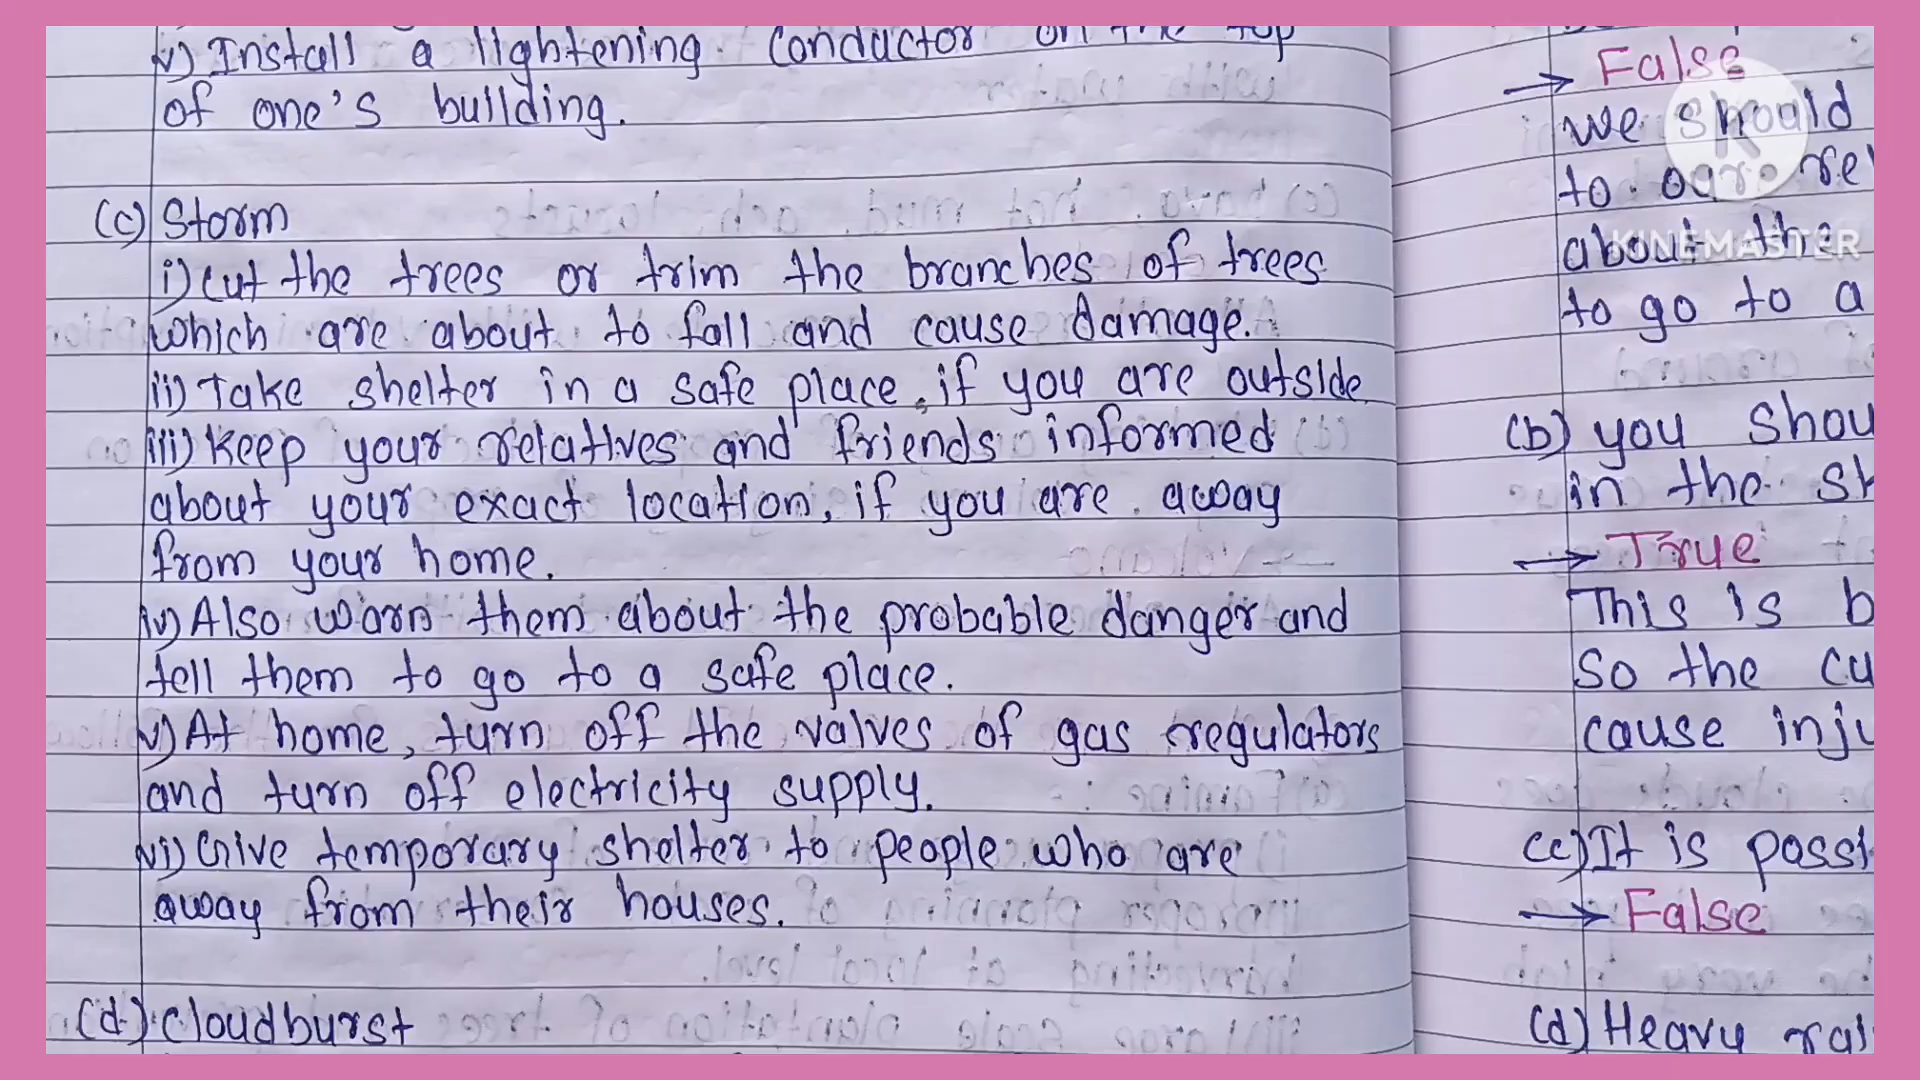 v) Install a lightening conductor on the top
of one's building.
(c) Storm
i) cut the trees or trim the branches of trees
which are about to fall and cause damage.
ii) Take shelter in a safe place, if you are outside
iii) keep your relatives and friends informed
about your exact location, if you are away
from your home.
iv) Also warn them about the probable danger and
tell them to go to a safe place.
v) At home, turn off the valves of gas regulators
and turn off electricity supply.
vi) Give temporary shelter to people who are
away from their houses.
(d) cloudburst
→ False
we should
to our re
about the
to go to a
(b) you shou
in the sh
→ True
This is b
So the cu
cause inju
(c) It is possi
→ False
(d) Heavy rai
K
KINEMASTER